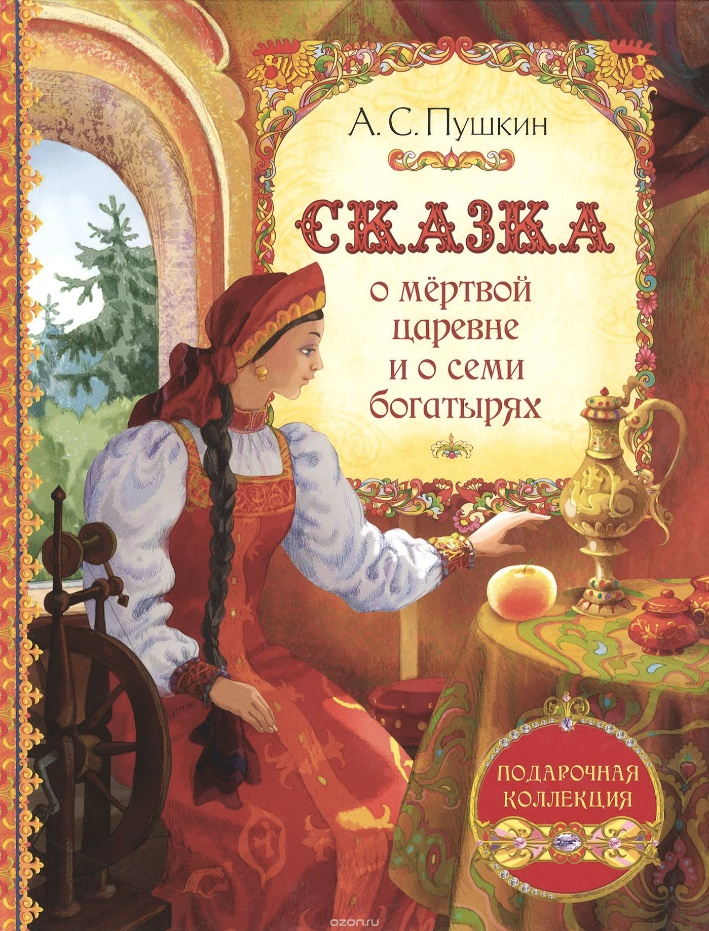 А. С. Пушкин
СКАЗКА
о мёртвой
царевне
и о семи
богатырях
ПОДАРОЧНАЯ
КОЛЛЕКЦИЯ
ozon.ru